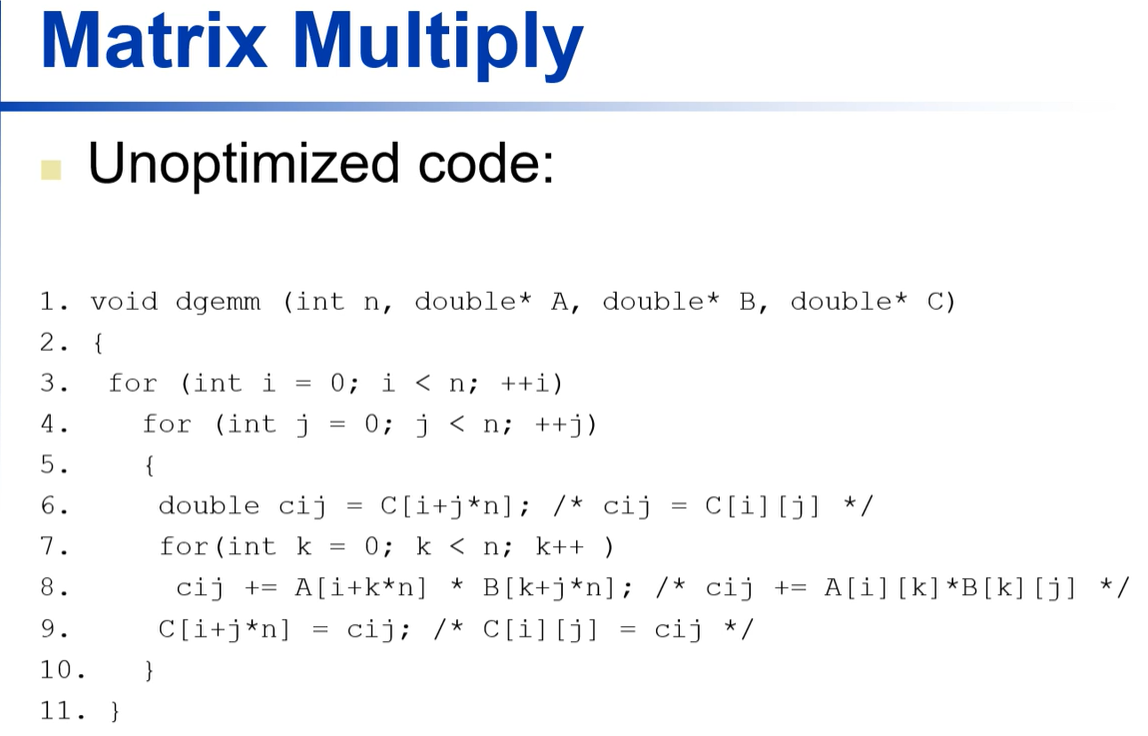 Matrix Multiply
Unoptimized code:
1. void dgemm (int n, double* A, double* B, double* C)
2. {
3. for (int i = 0; i < n; ++i)
4. for (int j = 0; j < n; ++j)
5. {
6. double cij = C[i+j*n]; /* cij = C[i][j] */
7. for(int k = 0; k < n; k++ )
8. cij += A[i+k*n] * B[k+j*n]; /* cij += A[i][k]*B[k][j] */
9. C[i+j*n] = cij; /* C[i][j] = cij */
10. }
11. }